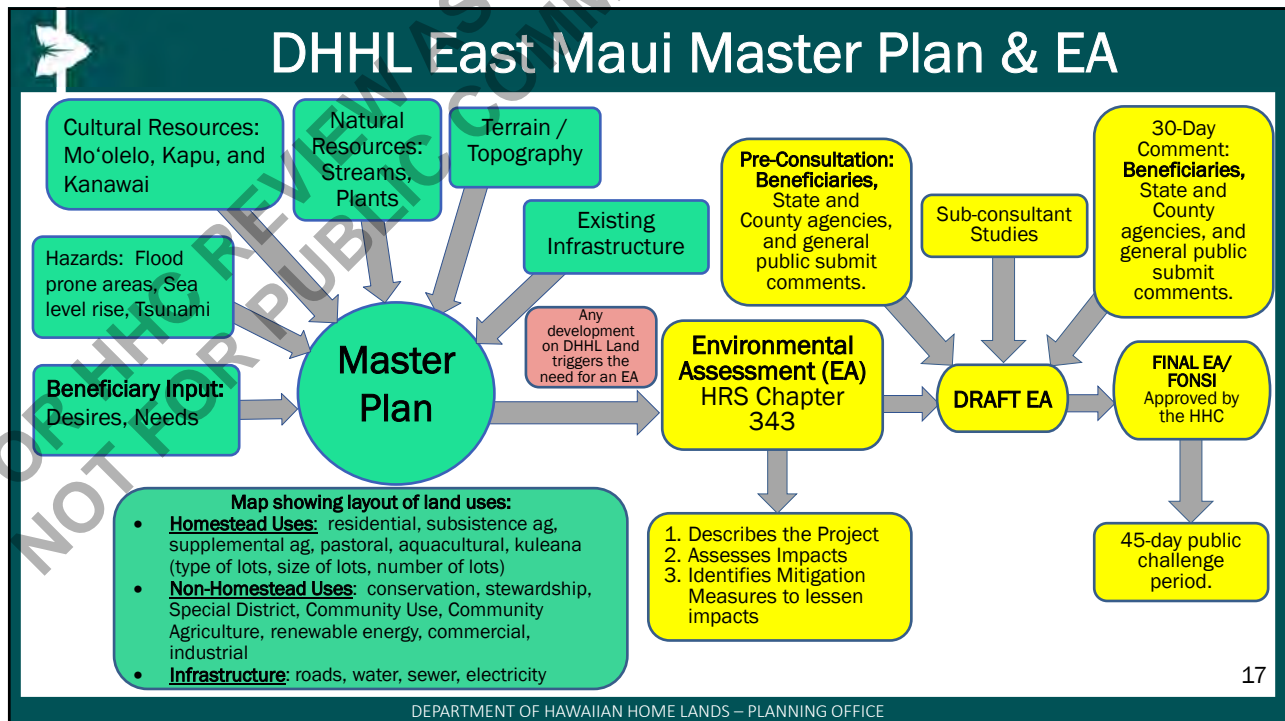 DHHL East Maui Master Plan & EA
Cultural Resources:
Mo‘olelo, Kapu, and
Kanawai
Natural
Resources:
Streams,
Plants
Terrain /
Topography
Existing
Infrastructure
Hazards: Flood
prone areas, Sea
level rise, Tsunami
Beneficiary Input:
Desires, Needs
Master
Plan
Any
development
on DHHL Land
triggers the
need for an EA
Environmental
Assessment (EA)
HRS Chapter
343
Pre-Consultation:
Beneficiaries,
State and
County agencies,
and general
public submit
comments.
Sub-consultant
Studies
30-Day
Comment:
Beneficiaries,
State and
County
agencies, and
general public
submit
comments.
DRAFT EA
FINAL EA/
FONSI
Approved by
the HHC
Map showing layout of land uses:
• Homestead Uses: residential, subsistence ag,
supplemental ag, pastoral, aquacultural, kuleana
(type of lots, size of lots, number of lots)
• Non-Homestead Uses: conservation, stewardship,
Special District, Community Use, Community
Agriculture, renewable energy, commercial,
industrial
• Infrastructure: roads, water, sewer, electricity
1. Describes the Project
2. Assesses Impacts
3. Identifies Mitigation
Measures to lessen
impacts
45-day public
challenge
period.
17
DEPARTMENT OF HAWAIIAN HOME LANDS – PLANNING OFFICE
OR HHC REVIEW AS
NOT FOR PUBLIC COMM